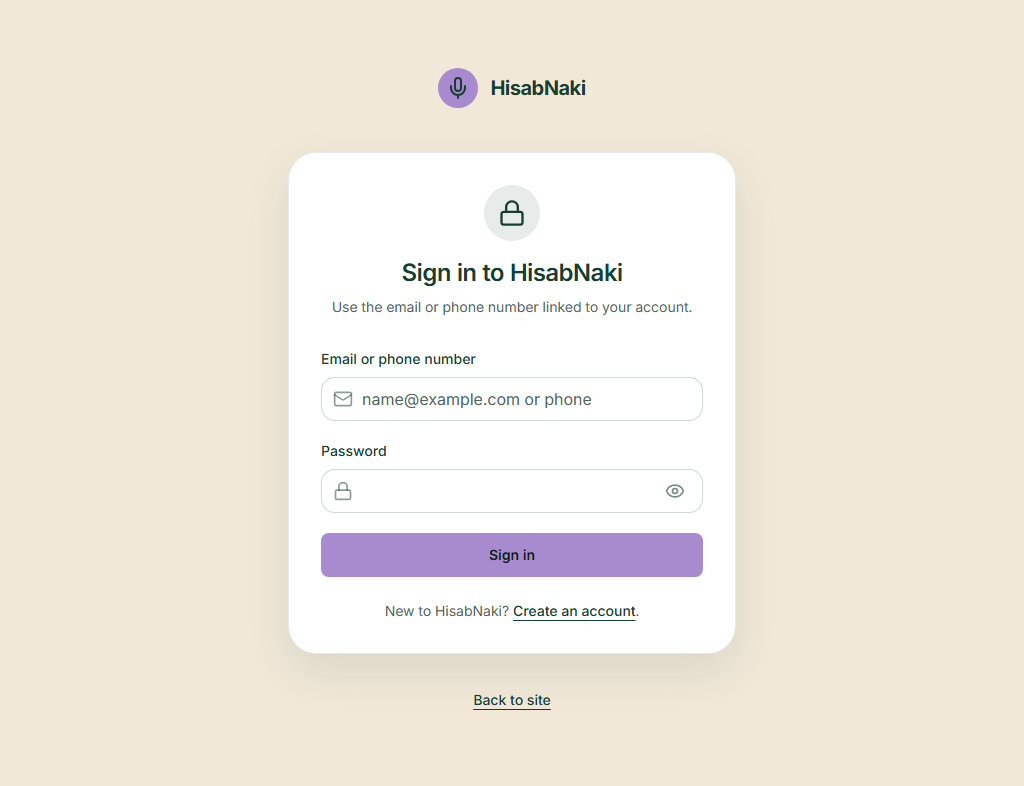 HisabNaki
Sign in to HisabNaki
Use the email or phone number linked to your account.
Email or phone number
name@example.com or phone
Password
Sign in
New to HisabNaki? Create an account.
Back to site